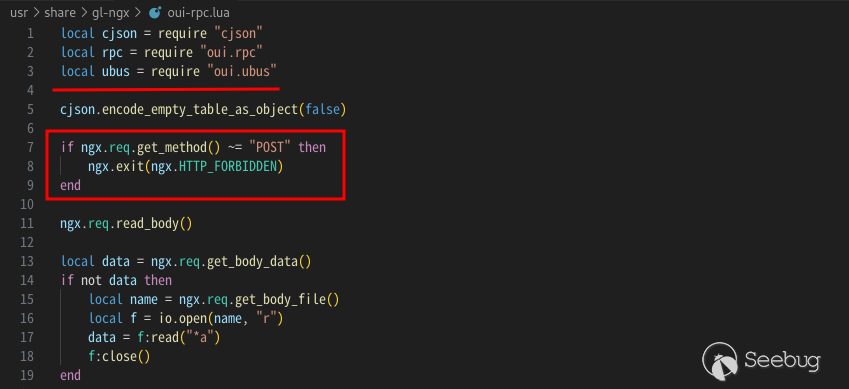 usr > share > gl-ngx > oui-rpc.lua
1 local cjson = require "cjson"
2 local rpc = require "oui.rpc"
3 local ubus = require "oui.ubus"
4
5 cjson.encode_empty_table_as_object(false)
6
7 if ngx.req.get_method() ~= "POST" then
8     ngx.exit(ngx.HTTP_FORBIDDEN)
9 end
10
11 ngx.req.read_body()
12
13 local data = ngx.req.get_body_data()
14 if not data then
15     local name = ngx.req.get_body_file()
16     local f = io.open(name, "r")
17     data = f:read("*a")
18     f:close()
19 end
Seebug